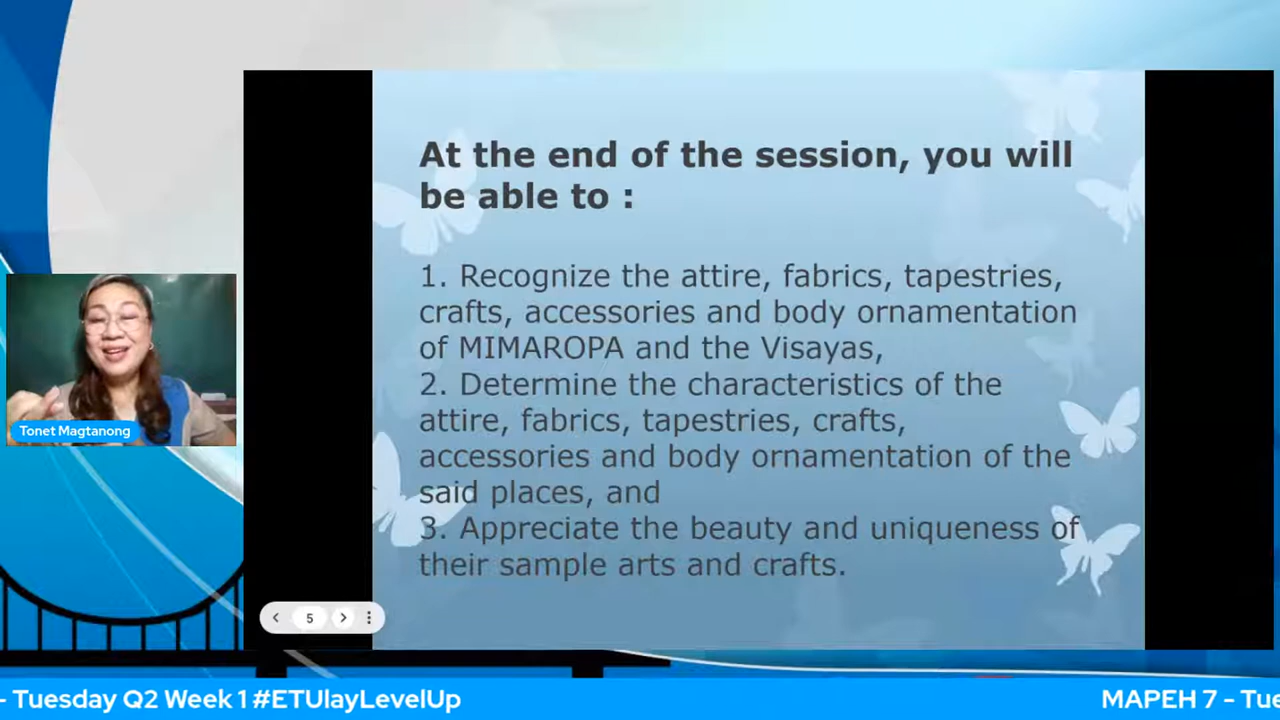 At the end of the session, you will
be able to :
1. Recognize the attire, fabrics, tapestries,
crafts, accessories and body ornamentation
of MIMAROPA and the Visayas,
2. Determine the characteristics of the
attire, fabrics, tapestries, crafts,
accessories and body ornamentation of the
said places, and
3. Appreciate the beauty and uniqueness of
their sample arts and crafts.
Tonet Magtanong
5
- Tuesday Q2 Week 1 #ETUlayLevelUp
MAPEH 7 - Tue